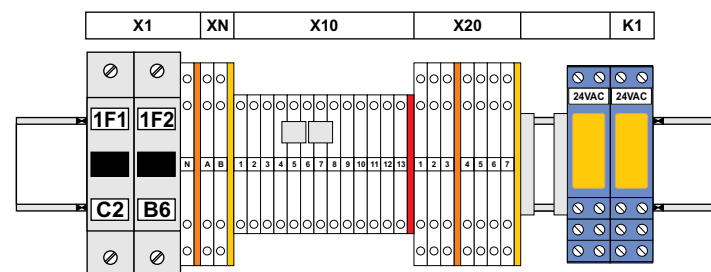 X1 XN X10 X20 K1
24VAC 24VAC
1F1 1F2
N A B 1 2 3 4 5 6 7 8 9 10 11 12 13 1 2 3 4 5 6 7
C2 B6